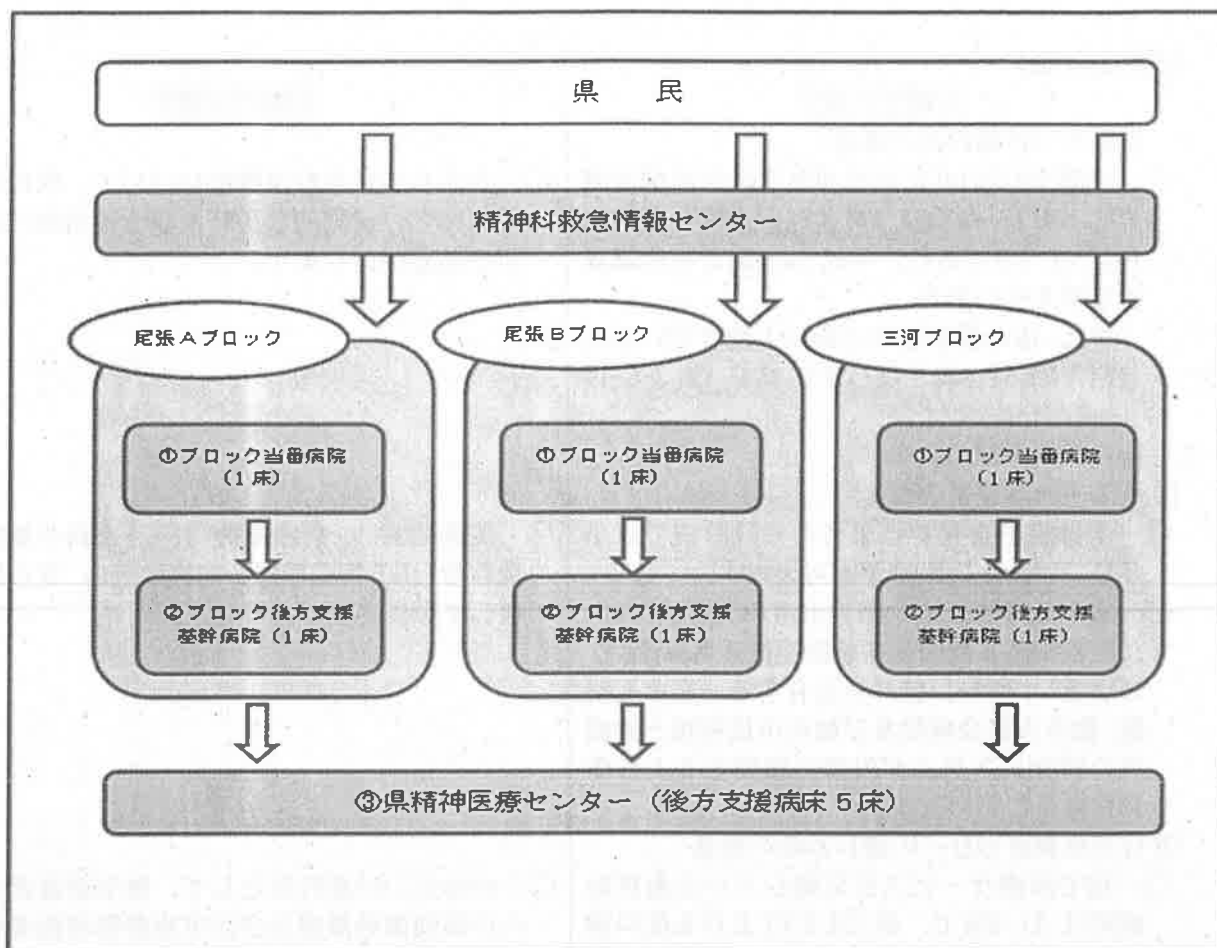 県　民
精神科救急情報センター
尾張Aブロック
尾張Bブロック
三河ブロック
①ブロック当番病院
(1床)
①ブロック当番病院
(1床)
①ブロック当番病院
(1床)
②ブロック後方支援
基幹病院(1床)
②ブロック後方支援
基幹病院(1床)
②ブロック後方支援
基幹病院(1床)
③県精神医療センター(後方支援病床5床)